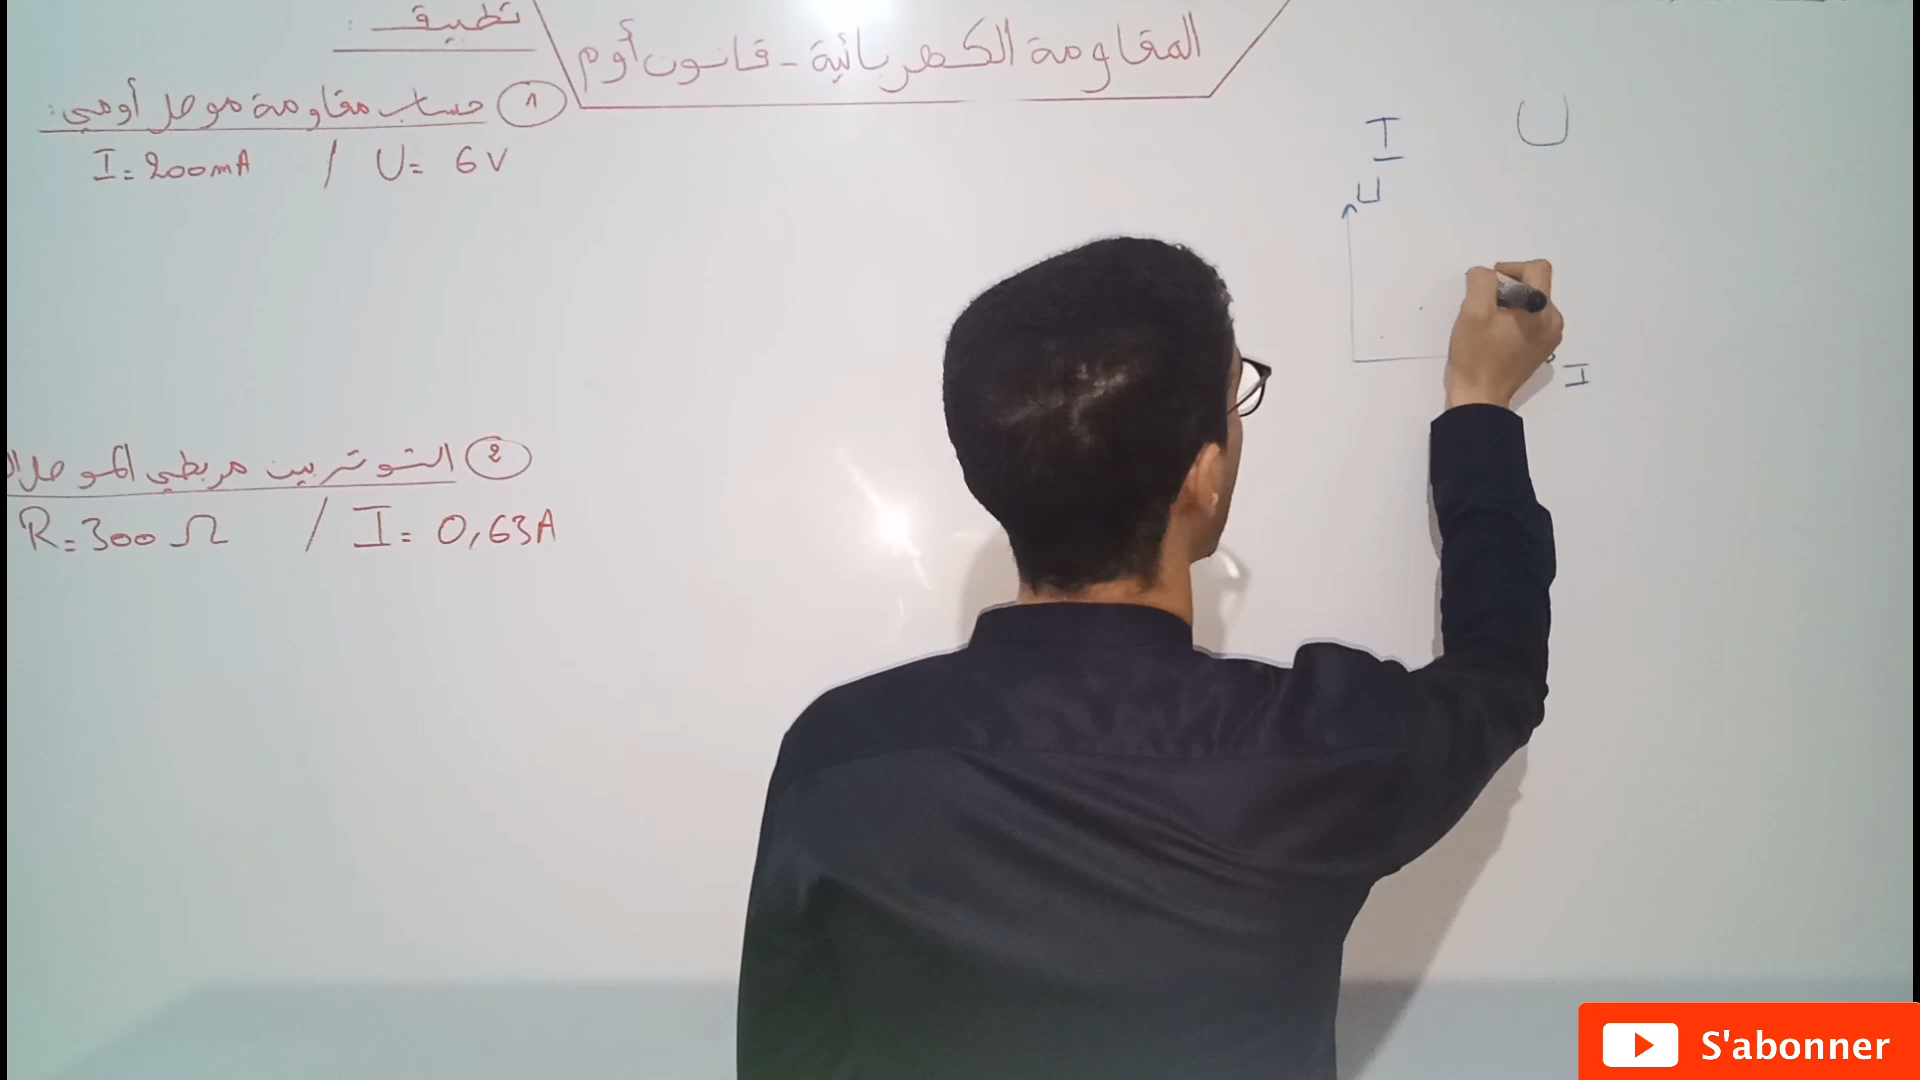 المقاومة الكهربائية - قانون أوم
تطبيق :
1 حساب مقاومة موصل أومي :
I = 200mA / U = 6V
2 التوتر بين مربطي الموصل
R = 300 Ω / I = 0,63A
I U
U
I
S'abonner